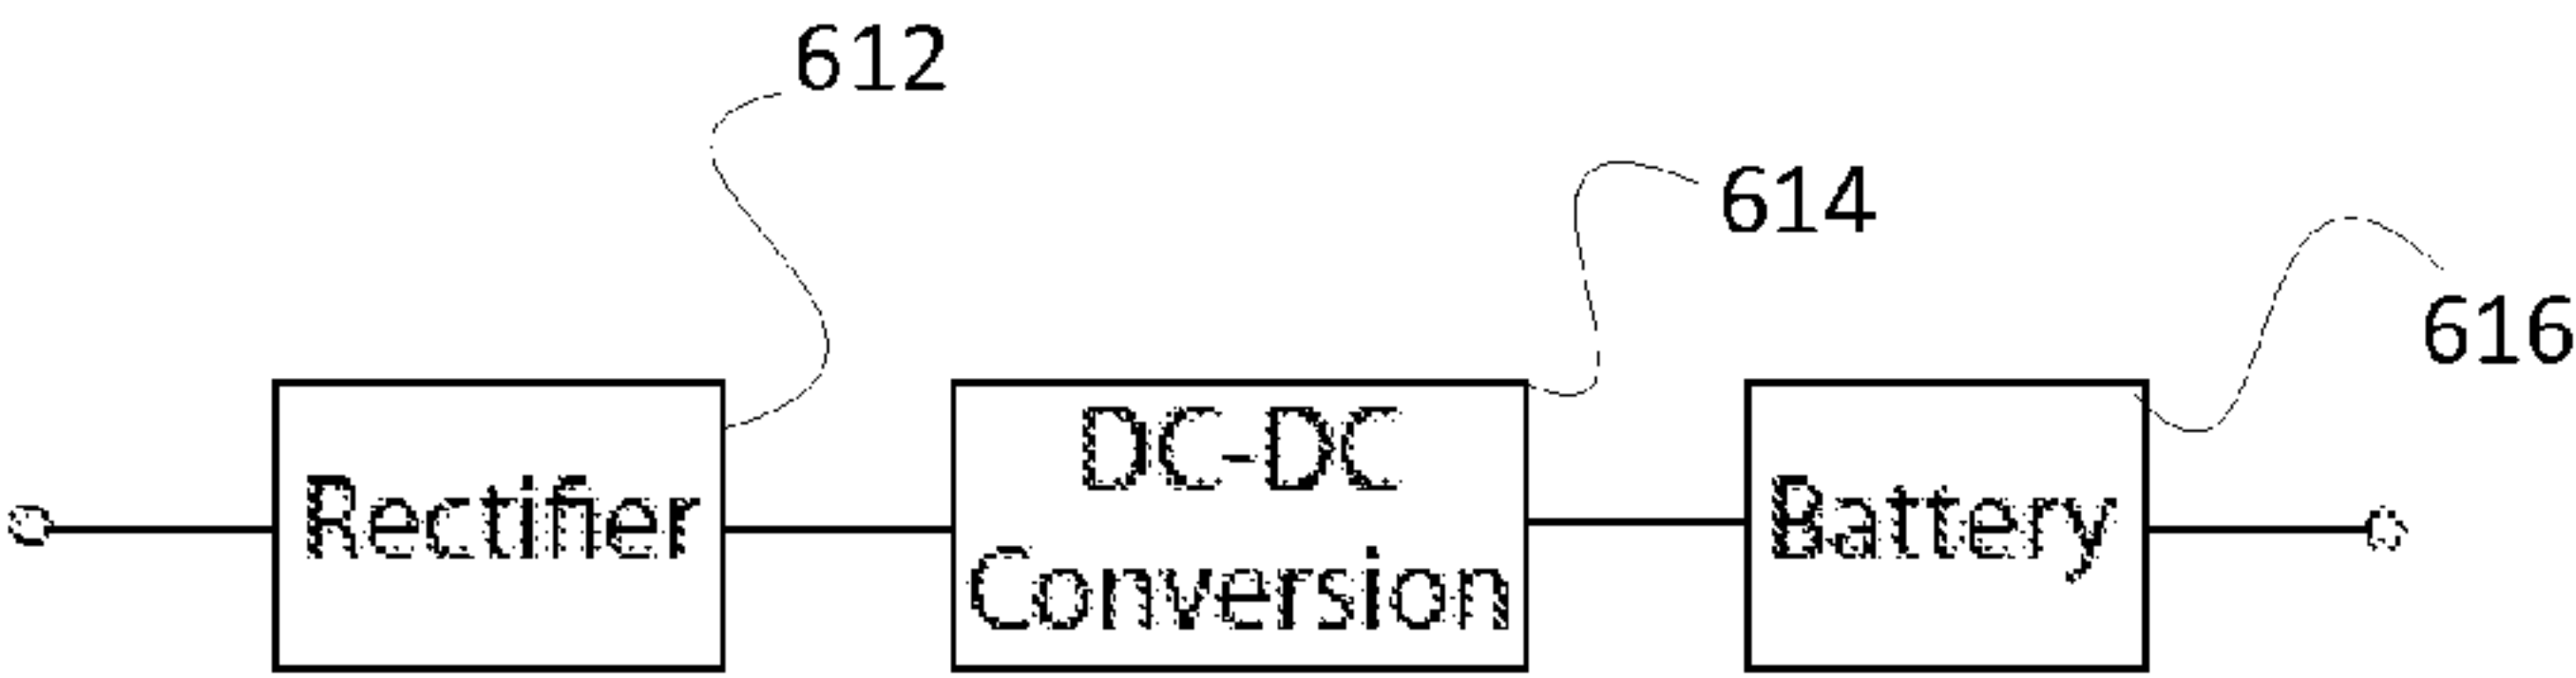 612
614
616
Rectifier
DC-DC
Conversion
Battery